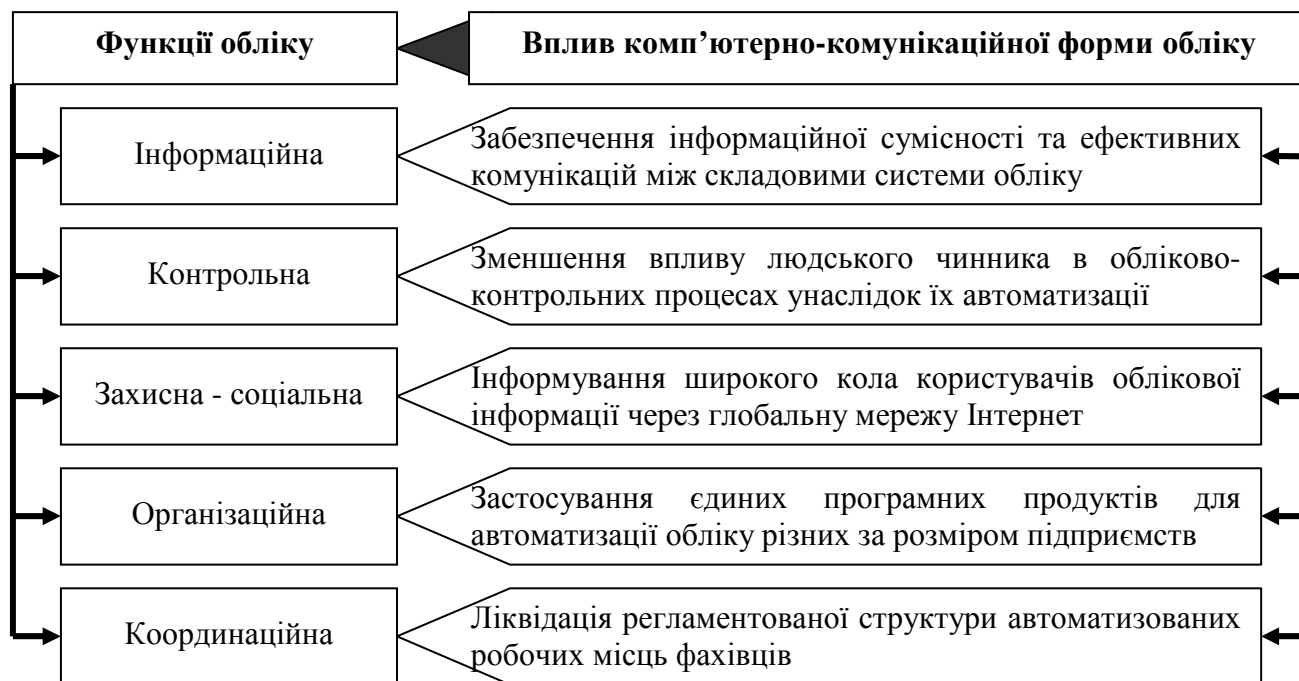 Функції обліку
Вплив комп’ютерно-комунікаційної форми обліку
Інформаційна
Забезпечення інформаційної сумісності та ефективних
комунікацій між складовими системи обліку
Контрольна
Зменшення впливу людського чинника в обліково-
контрольних процесах унаслідок їх автоматизації
Захисна - соціальна
Інформування широкого кола користувачів облікової
інформації через глобальну мережу Інтернет
Організаційна
Застосування єдиних програмних продуктів для
автоматизації обліку різних за розміром підприємств
Координаційна
Ліквідація регламентованої структури автоматизованих
робочих місць фахівців